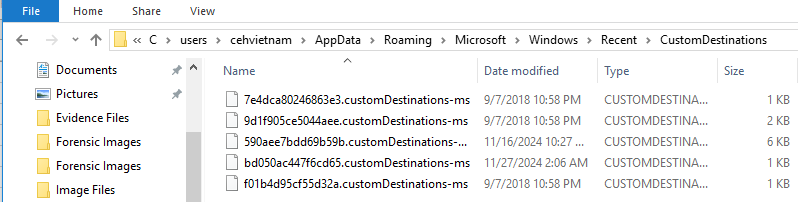 File Home Share View
« C > users > cehvietnam > AppData > Roaming > Microsoft > Windows > Recent > CustomDestinations
Documents
Pictures
Evidence Files
Forensic Images
Forensic Images
Image Files
Name Date modified Type Size
7e4dca80246863e3.customDestinations-ms 9/7/2018 10:58 PM CUSTOMDESTINA... 1 KB
9d1f905ce5044aee.customDestinations-ms 9/7/2018 10:58 PM CUSTOMDESTINA... 2 KB
590aee7bdd69b59b.customDestinations-... 11/16/2024 10:27 ... CUSTOMDESTINA... 6 KB
bd050ac447f6cd65.customDestinations-ms 11/27/2024 2:06 AM CUSTOMDESTINA... 1 KB
f01b4d95cf55d32a.customDestinations-ms 9/7/2018 10:58 PM CUSTOMDESTINA... 1 KB